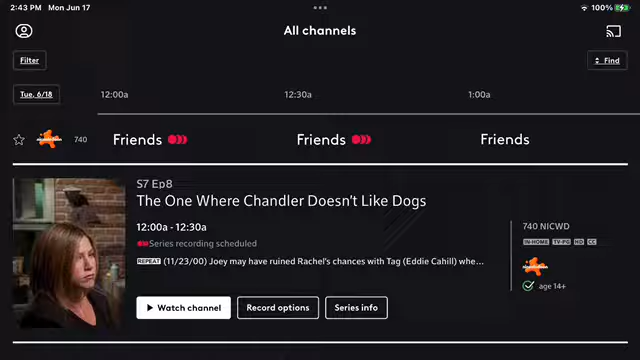 2:43 PM Mon Jun 17
100%
All channels
Filter
Find
Tue, 6/18
12:00a
12:30a
1:00a
740
Friends
Friends
Friends
S7 Ep8
The One Where Chandler Doesn't Like Dogs
12:00a - 12:30a
Series recording scheduled
REPEAT (11/23/00) Joey may have ruined Rachel's chances with Tag (Eddie Cahill) whe...
Watch channel
Record options
Series info
740 NICWD
IN-HOME TV-PG HD CC
nickelodeon
age 14+